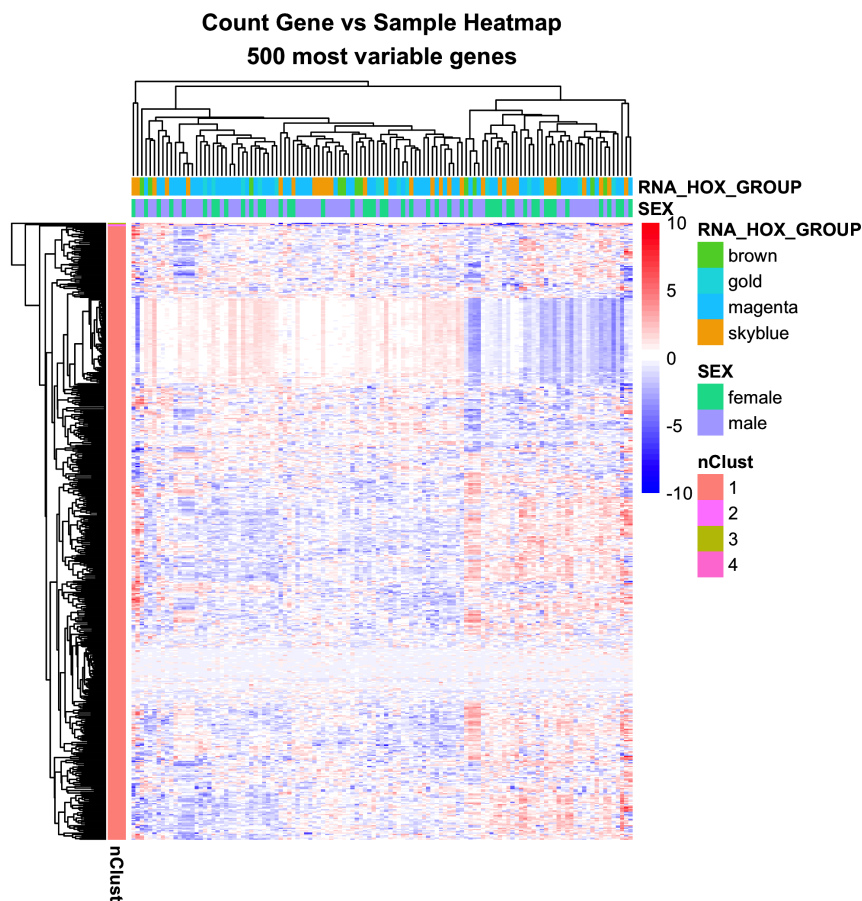 Count Gene vs Sample Heatmap
500 most variable genes
RNA_HOX_GROUP
SEX
10
5
0
-5
-10
RNA_HOX_GROUP
brown
gold
magenta
skyblue
SEX
female
male
nClust
1
2
3
4
nClust